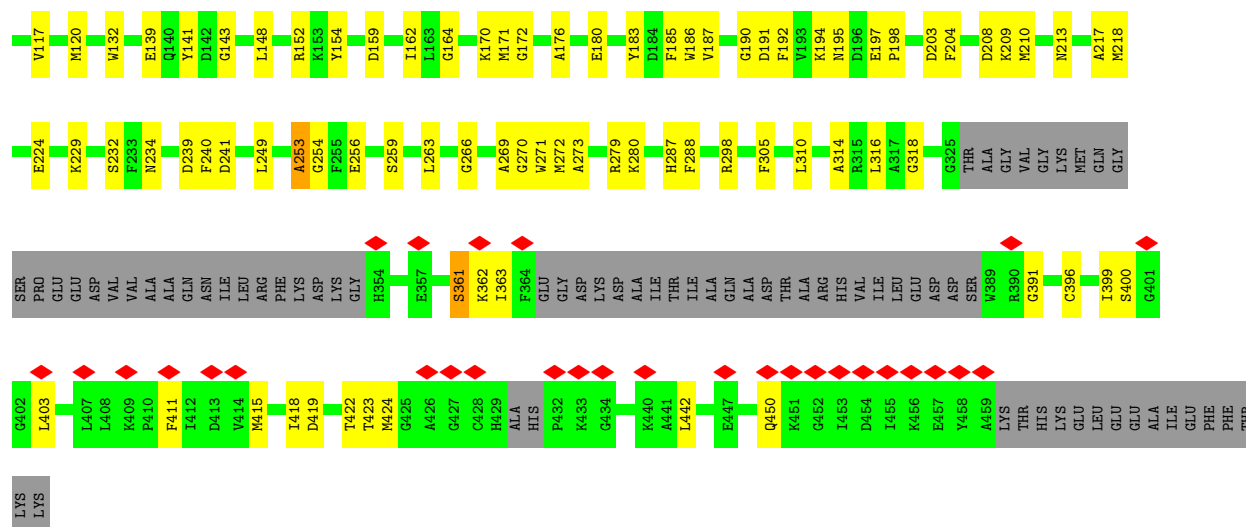 V117 M120 W132 E139 Q140 Y141 D142 G143 L148 R152 K153 Y154 D159 I162 L163 G164 K170 M171 G172 A176 E180 Y183 D184 F185 W186 V187 G190 D191 F192 V193 K194 N195 D196 E197 P198 D203 F204 D208 K209 M210 N213 A217 M218
E224 K229 S232 F233 N234 D239 F240 D241 L249 A253 G254 F255 E256 S259 L263 G266 A269 G270 W271 M272 A273 R279 K280 H287 F288 R298 F305 L310 A314 R315 L316 A317 G318 G325 THR ALA GLY VAL GLY LYS MET GLN GLY
SER PRO GLU GLU ASP VAL VAL ALA ALA GLN ASN ILE LEU ARG PHE LYS ASP LYS GLY H354 E357 S361 K362 I363 F364 GLU GLY ASP LYS ASP ALA ILE THR ILE ALA GLN ALA ASP THR ALA ARG HIS VAL ILE LEU GLU ASP ASP SER W389 R390 G391 C396 I399 S400 G401
G402 L403 L407 L408 K409 P410 F411 I412 D413 V414 M415 I418 D419 T422 T423 M424 G425 A426 G427 C428 H429 ALA HIS P432 K433 G434 K440 A441 L442 E447 Q450 K451 G452 I453 D454 I455 K456 E457 Y458 A459 LYS THR HIS LYS GLU LEU GLU GLU ALA ILE GLU PHE PHE THR
LYS LYS